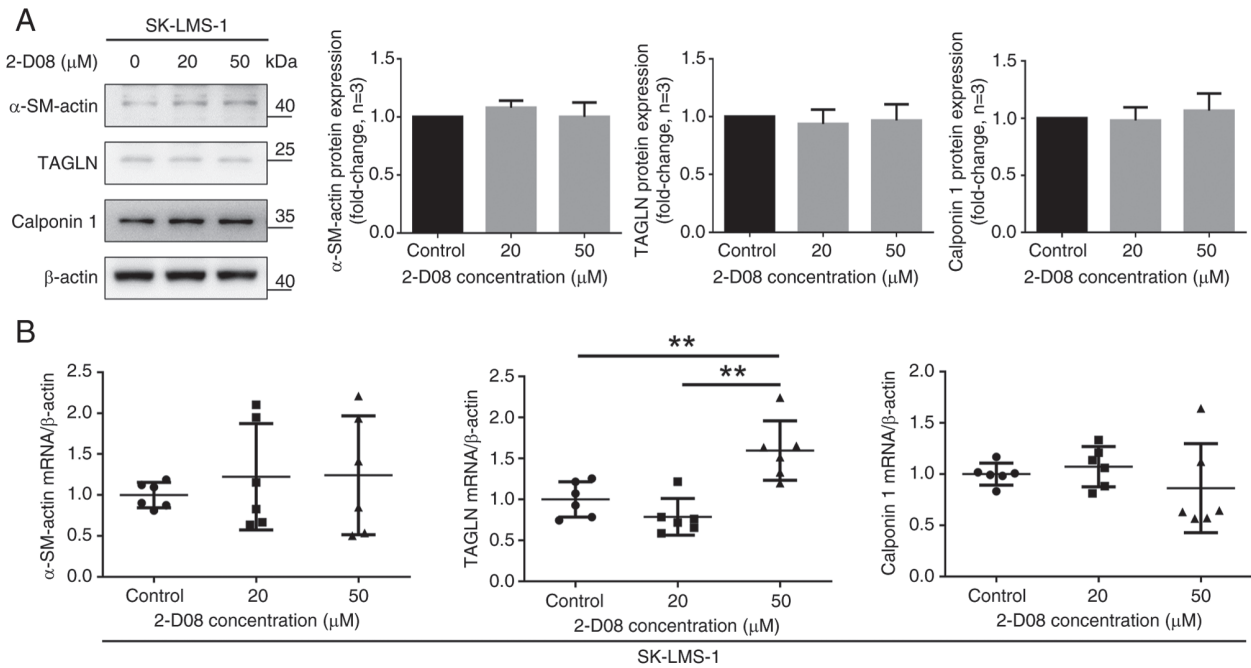 A
SK-LMS-1
2-D08 (μM) 0 20 50 kDa
α-SM-actin 40
TAGLN 25
Calponin 1 35
β-actin 40
α-SM-actin protein expression
(fold-change, n=3)
1.5
1.0
0.5
0.0
Control 20 50
2-D08 concentration (μM)
TAGLN protein expression
(fold-change, n=3)
1.5
1.0
0.5
0.0
Control 20 50
2-D08 concentration (μM)
Calponin 1 protein expression
(fold-change, n=3)
1.5
1.0
0.5
0.0
Control 20 50
2-D08 concentration (μM)
B
α-SM-actin mRNA/β-actin
2.5
2.0
1.5
1.0
0.5
0.0
Control 20 50
2-D08 concentration (μM)
TAGLN mRNA/β-actin
**
**
2.5
2.0
1.5
1.0
0.5
0.0
Control 20 50
2-D08 concentration (μM)
Calponin 1 mRNA/β-actin
2.0
1.5
1.0
0.5
0.0
Control 20 50
2-D08 concentration (μM)
SK-LMS-1